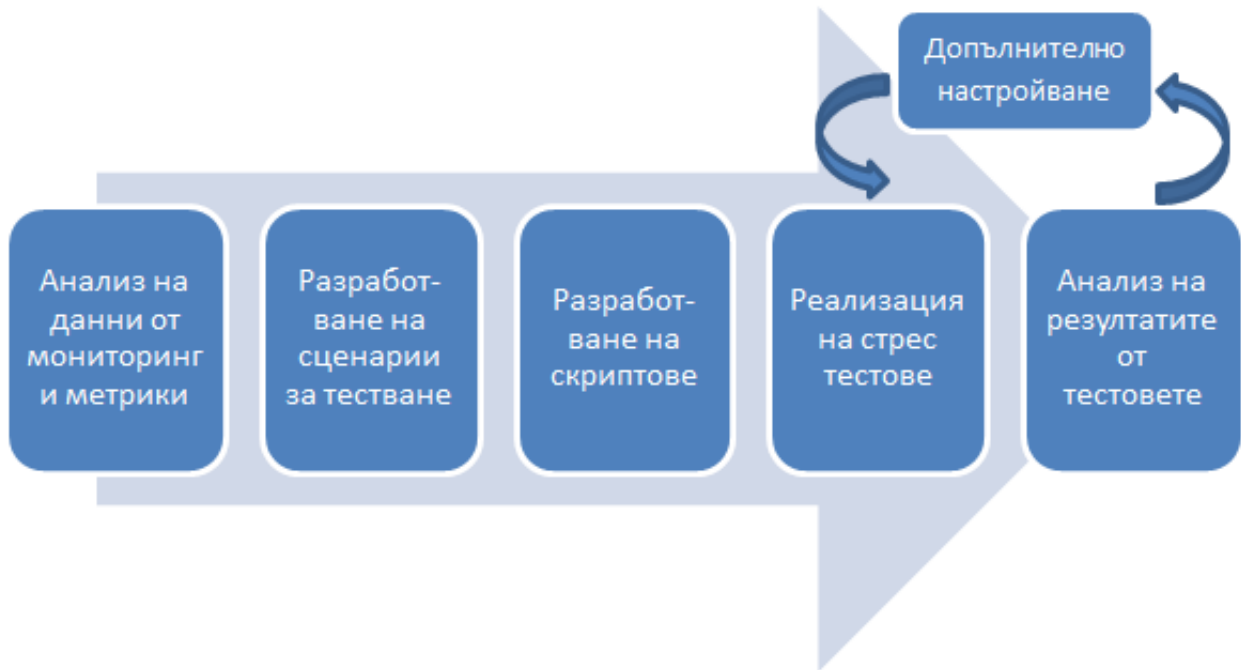 Допълнително
настройване
Анализ на
данни от
мониторинг
и метрики
Разработ-
ване на
сценарии
за тестване
Разработ-
ване на
скриптове
Реализация
на стрес
тестове
Анализ на
резултатите
от
тестовете